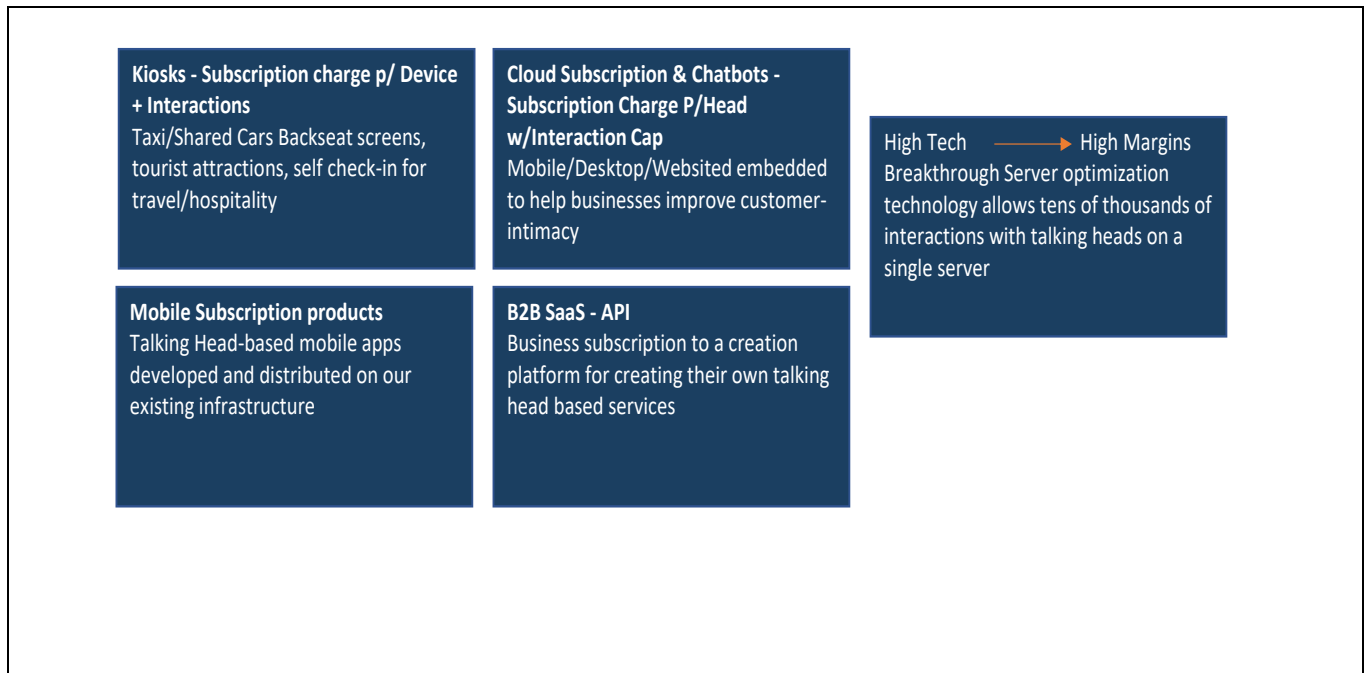 Kiosks - Subscription charge p/ Device
+ Interactions
Taxi/Shared Cars Backseat screens,
tourist attractions, self check-in for
travel/hospitality
Cloud Subscription & Chatbots -
Subscription Charge P/Head
w/Interaction Cap
Mobile/Desktop/Websited embedded
to help businesses improve customer-
intimacy
High Tech High Margins
Breakthrough Server optimization
technology allows tens of thousands of
interactions with talking heads on a
single server
Mobile Subscription products
Talking Head-based mobile apps
developed and distributed on our
existing infrastructure
B2B SaaS - API
Business subscription to a creation
platform for creating their own talking
head based services